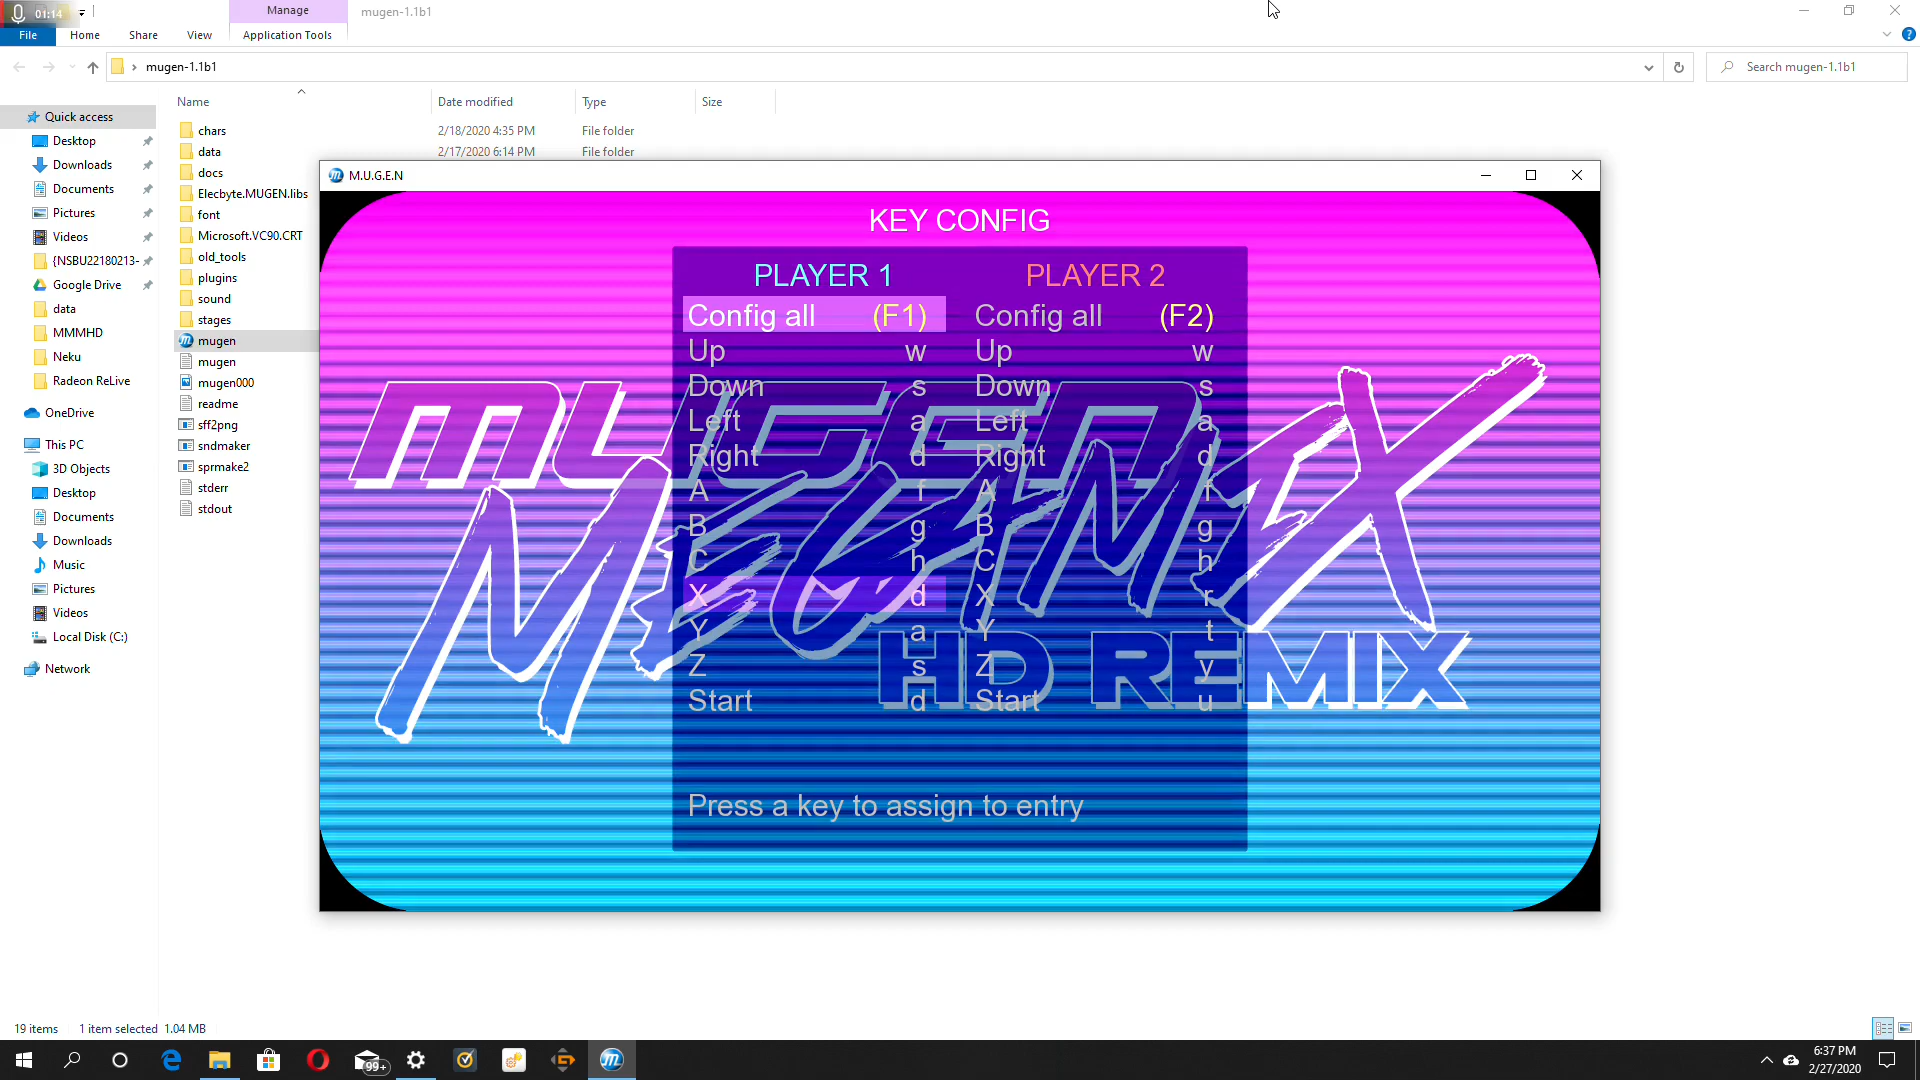 01:14
Manage
mugen-1.1b1
File
Home
Share
View
Application Tools
mugen-1.1b1
Search mugen-1.1b1
Name
Date modified
Type
Size
Quick access
Desktop
Downloads
Documents
Pictures
Videos
{NSBU22180213-
Google Drive
data
MMMHD
Neku
Radeon ReLive
OneDrive
This PC
3D Objects
Desktop
Documents
Downloads
Music
Pictures
Videos
Local Disk (C:)
Network
chars 2/18/2020 4:35 PM File folder
data 2/17/2020 6:14 PM File folder
docs
Elecbyte.MUGEN.libs
font
Microsoft.VC90.CRT
old_tools
plugins
sound
stages
mugen
mugen
mugen000
readme
sff2png
sndmaker
sprmake2
stderr
stdout
M.U.G.E.N
KEY CONFIG
PLAYER 1 PLAYER 2
Config all (F1) Config all (F2)
Up w Up w
Down s Down s
Left a Left a
Right d Right d
A f A f
B g B g
C h C h
X d X r
Y a Y t
Z s Z y
Start d Start u
Press a key to assign to entry
MUGEN
MEGAMIX
HD REMIX
19 items 1 item selected 1.04 MB
99+
6:37 PM
2/27/2020